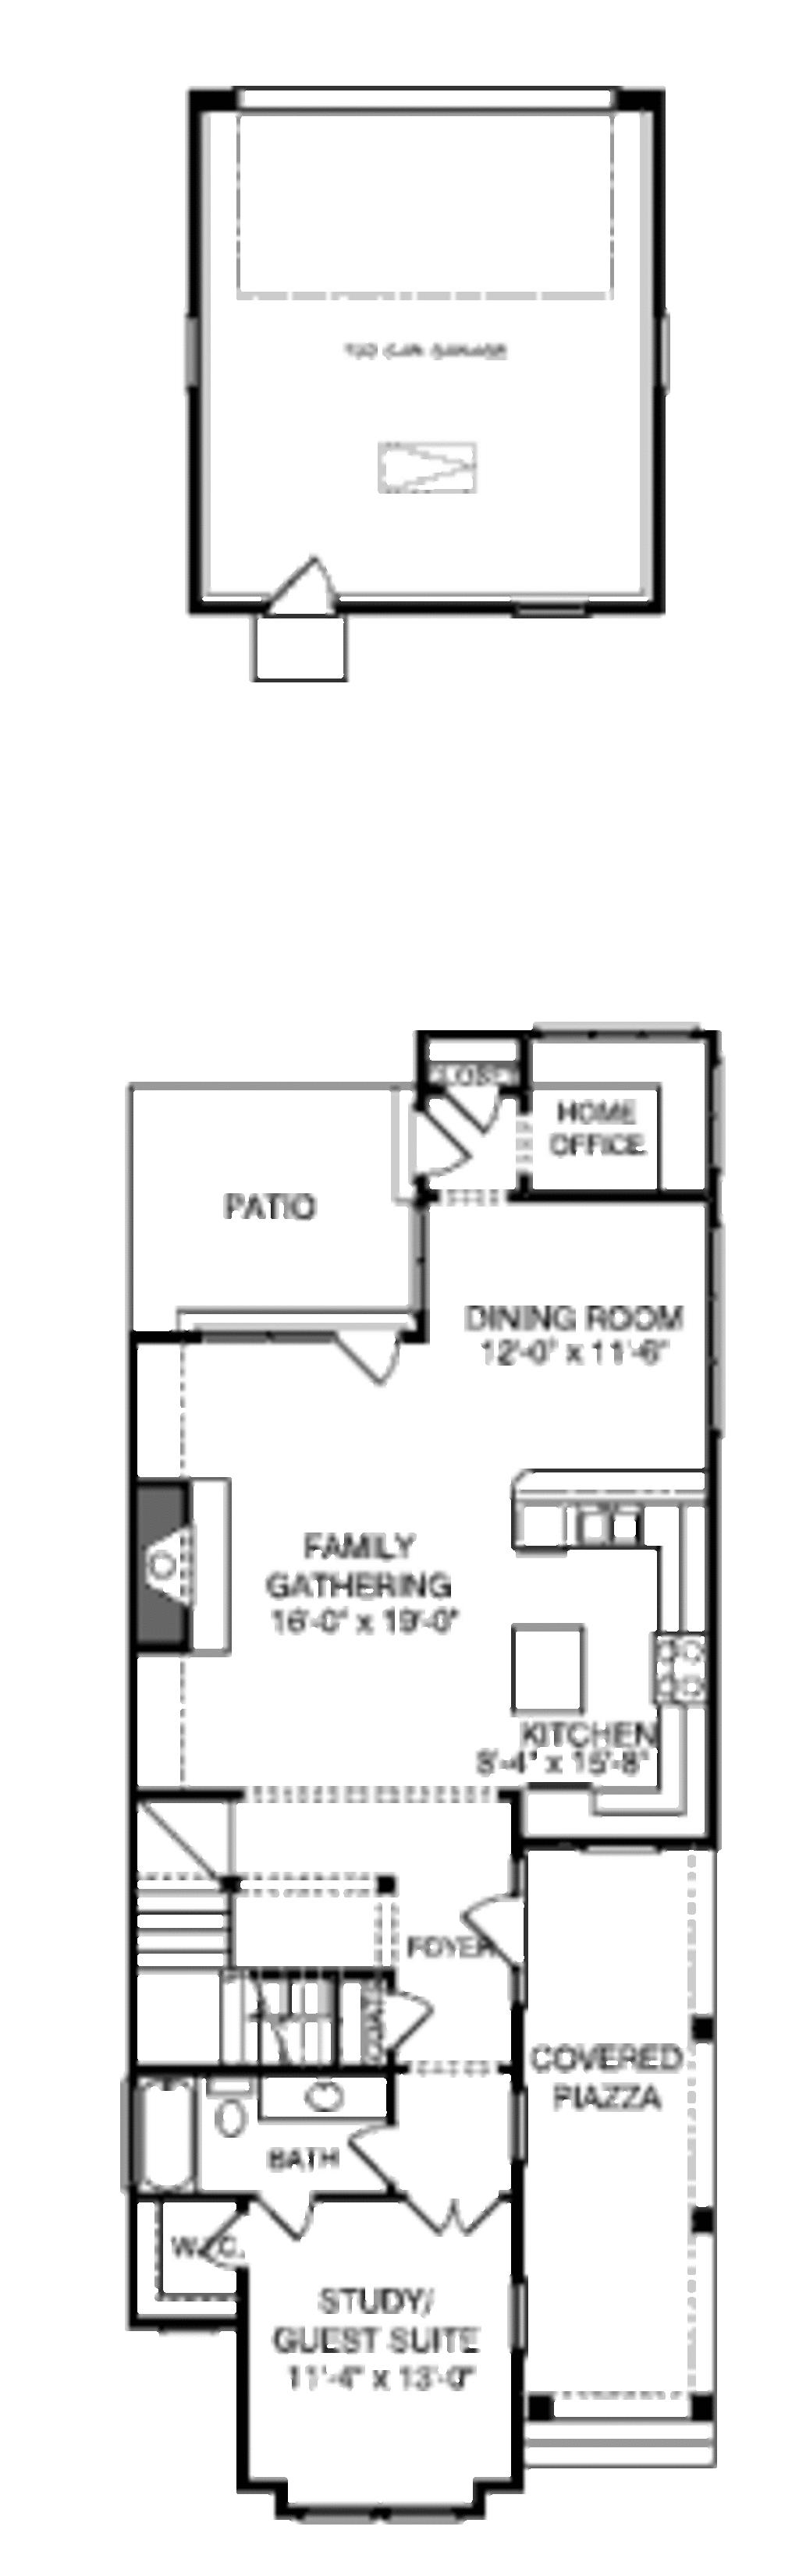 TWO CAR GARAGE
CLOSET
HOME
OFFICE
PATIO
DINING ROOM
12'-0" x 11'-6"
FAMILY
GATHERING
16'-0" x 19'-0"
KITCHEN
8'-4" x 15'-8"
FOYER
COATS
COVERED
PIAZZA
BATH
W.I.C.
STUDY/
GUEST SUITE
11'-4" x 13'-0"